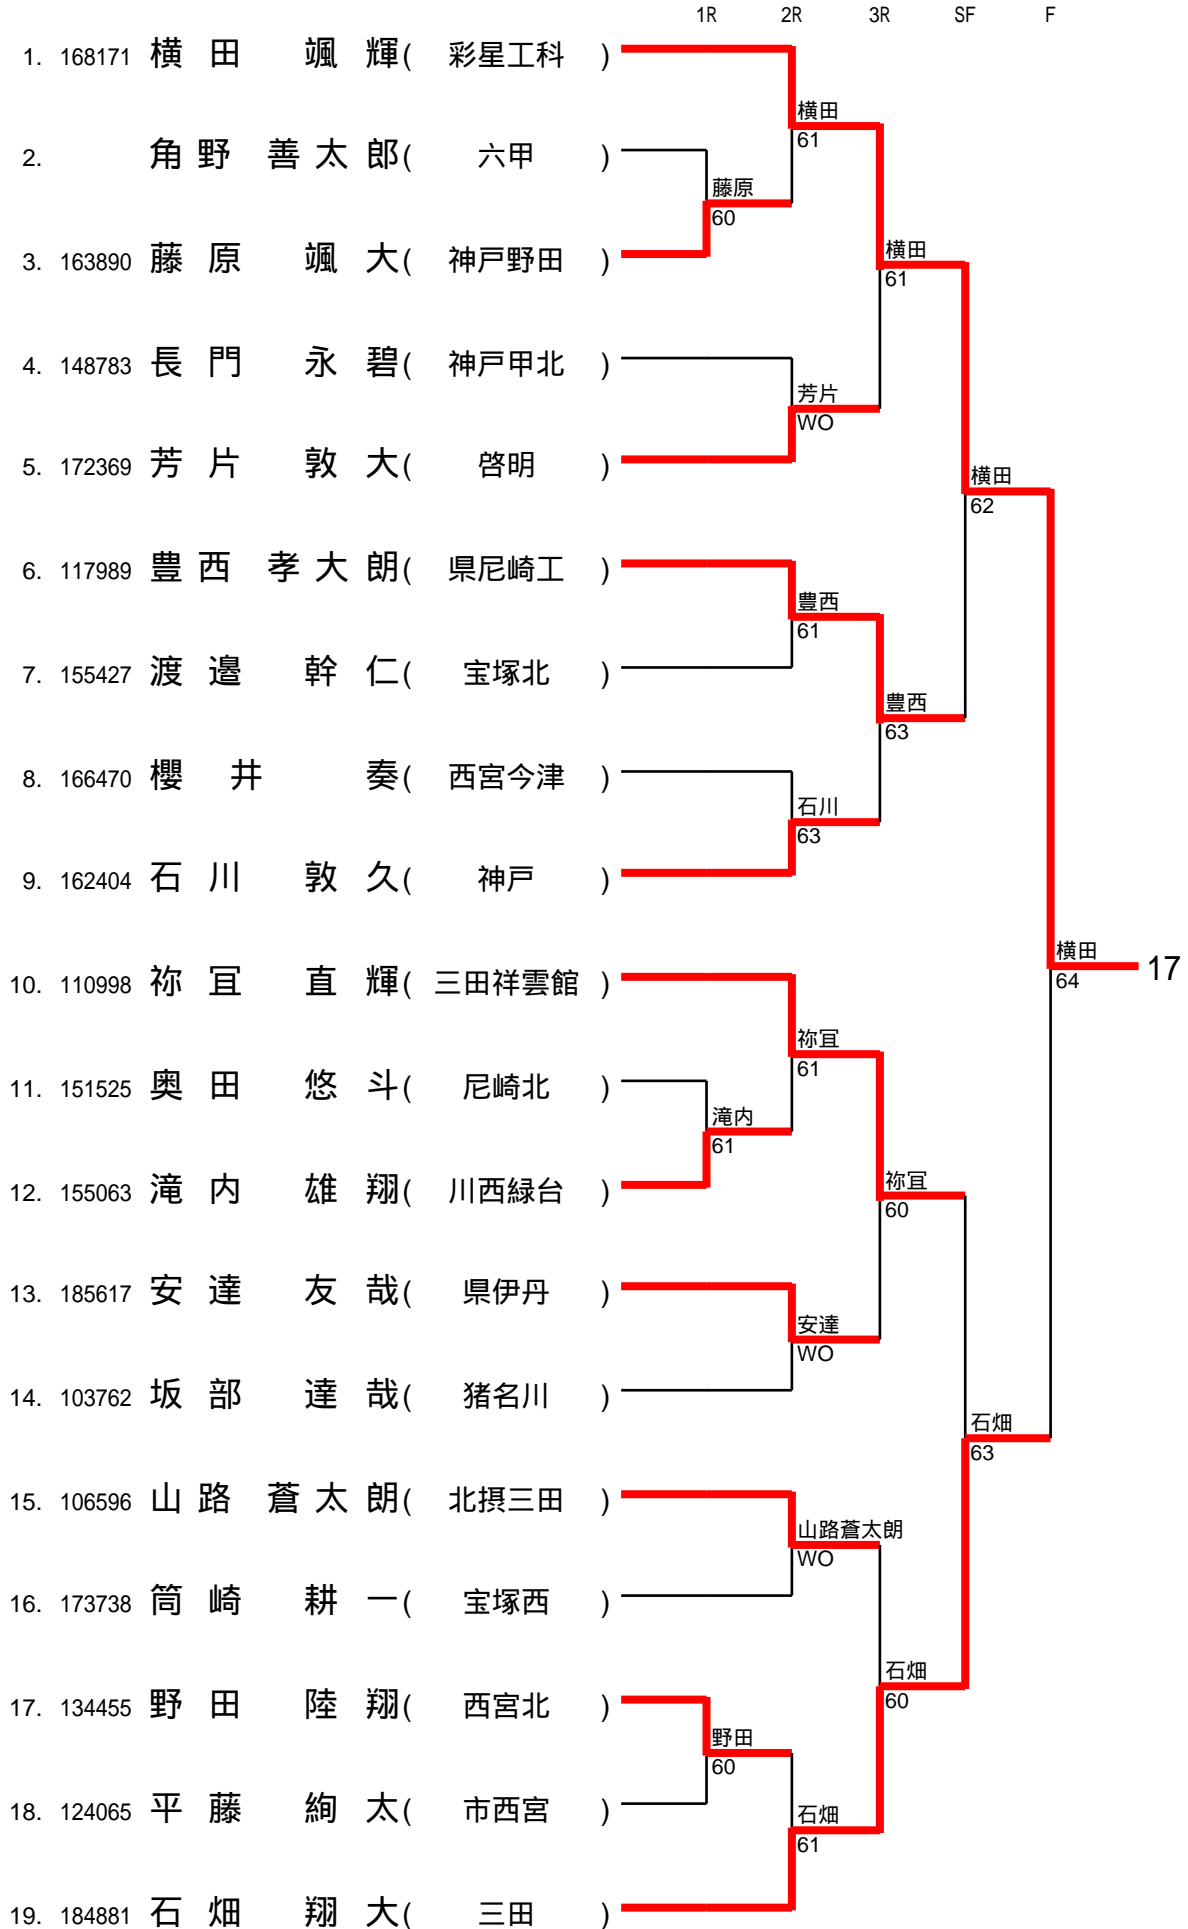 1R 2R 3R SF F
1. 168171 横田 颯輝( 彩星工科 )
横田
61
2. 角野 善太郎( 六甲 )
藤原
60
3. 163890 藤原 颯大( 神戸野田 )
横田
61
4. 148783 長門 永碧( 神戸甲北 )
芳片
WO
5. 172369 芳片 敦大( 啓明 )
横田
62
6. 117989 豊西 孝大朗( 県尼崎工 )
豊西
61
7. 155427 渡邉 幹仁( 宝塚北 )
豊西
63
8. 166470 櫻井 奏( 西宮今津 )
石川
63
9. 162404 石川 敦久( 神戸 )
横田
64
17
10. 110998 祢冝 直輝( 三田祥雲館 )
祢冝
61
11. 151525 奥田 悠斗( 尼崎北 )
滝内
61
12. 155063 滝内 雄翔( 川西緑台 )
祢冝
60
13. 185617 安達 友哉( 県伊丹 )
安達
WO
14. 103762 坂部 達哉( 猪名川 )
石畑
63
15. 106596 山路 蒼太朗( 北摂三田 )
山路蒼太朗
WO
16. 173738 筒崎 耕一( 宝塚西 )
石畑
60
17. 134455 野田 陸翔( 西宮北 )
野田
60
18. 124065 平藤 絢太( 市西宮 )
石畑
61
19. 184881 石畑 翔大( 三田 )